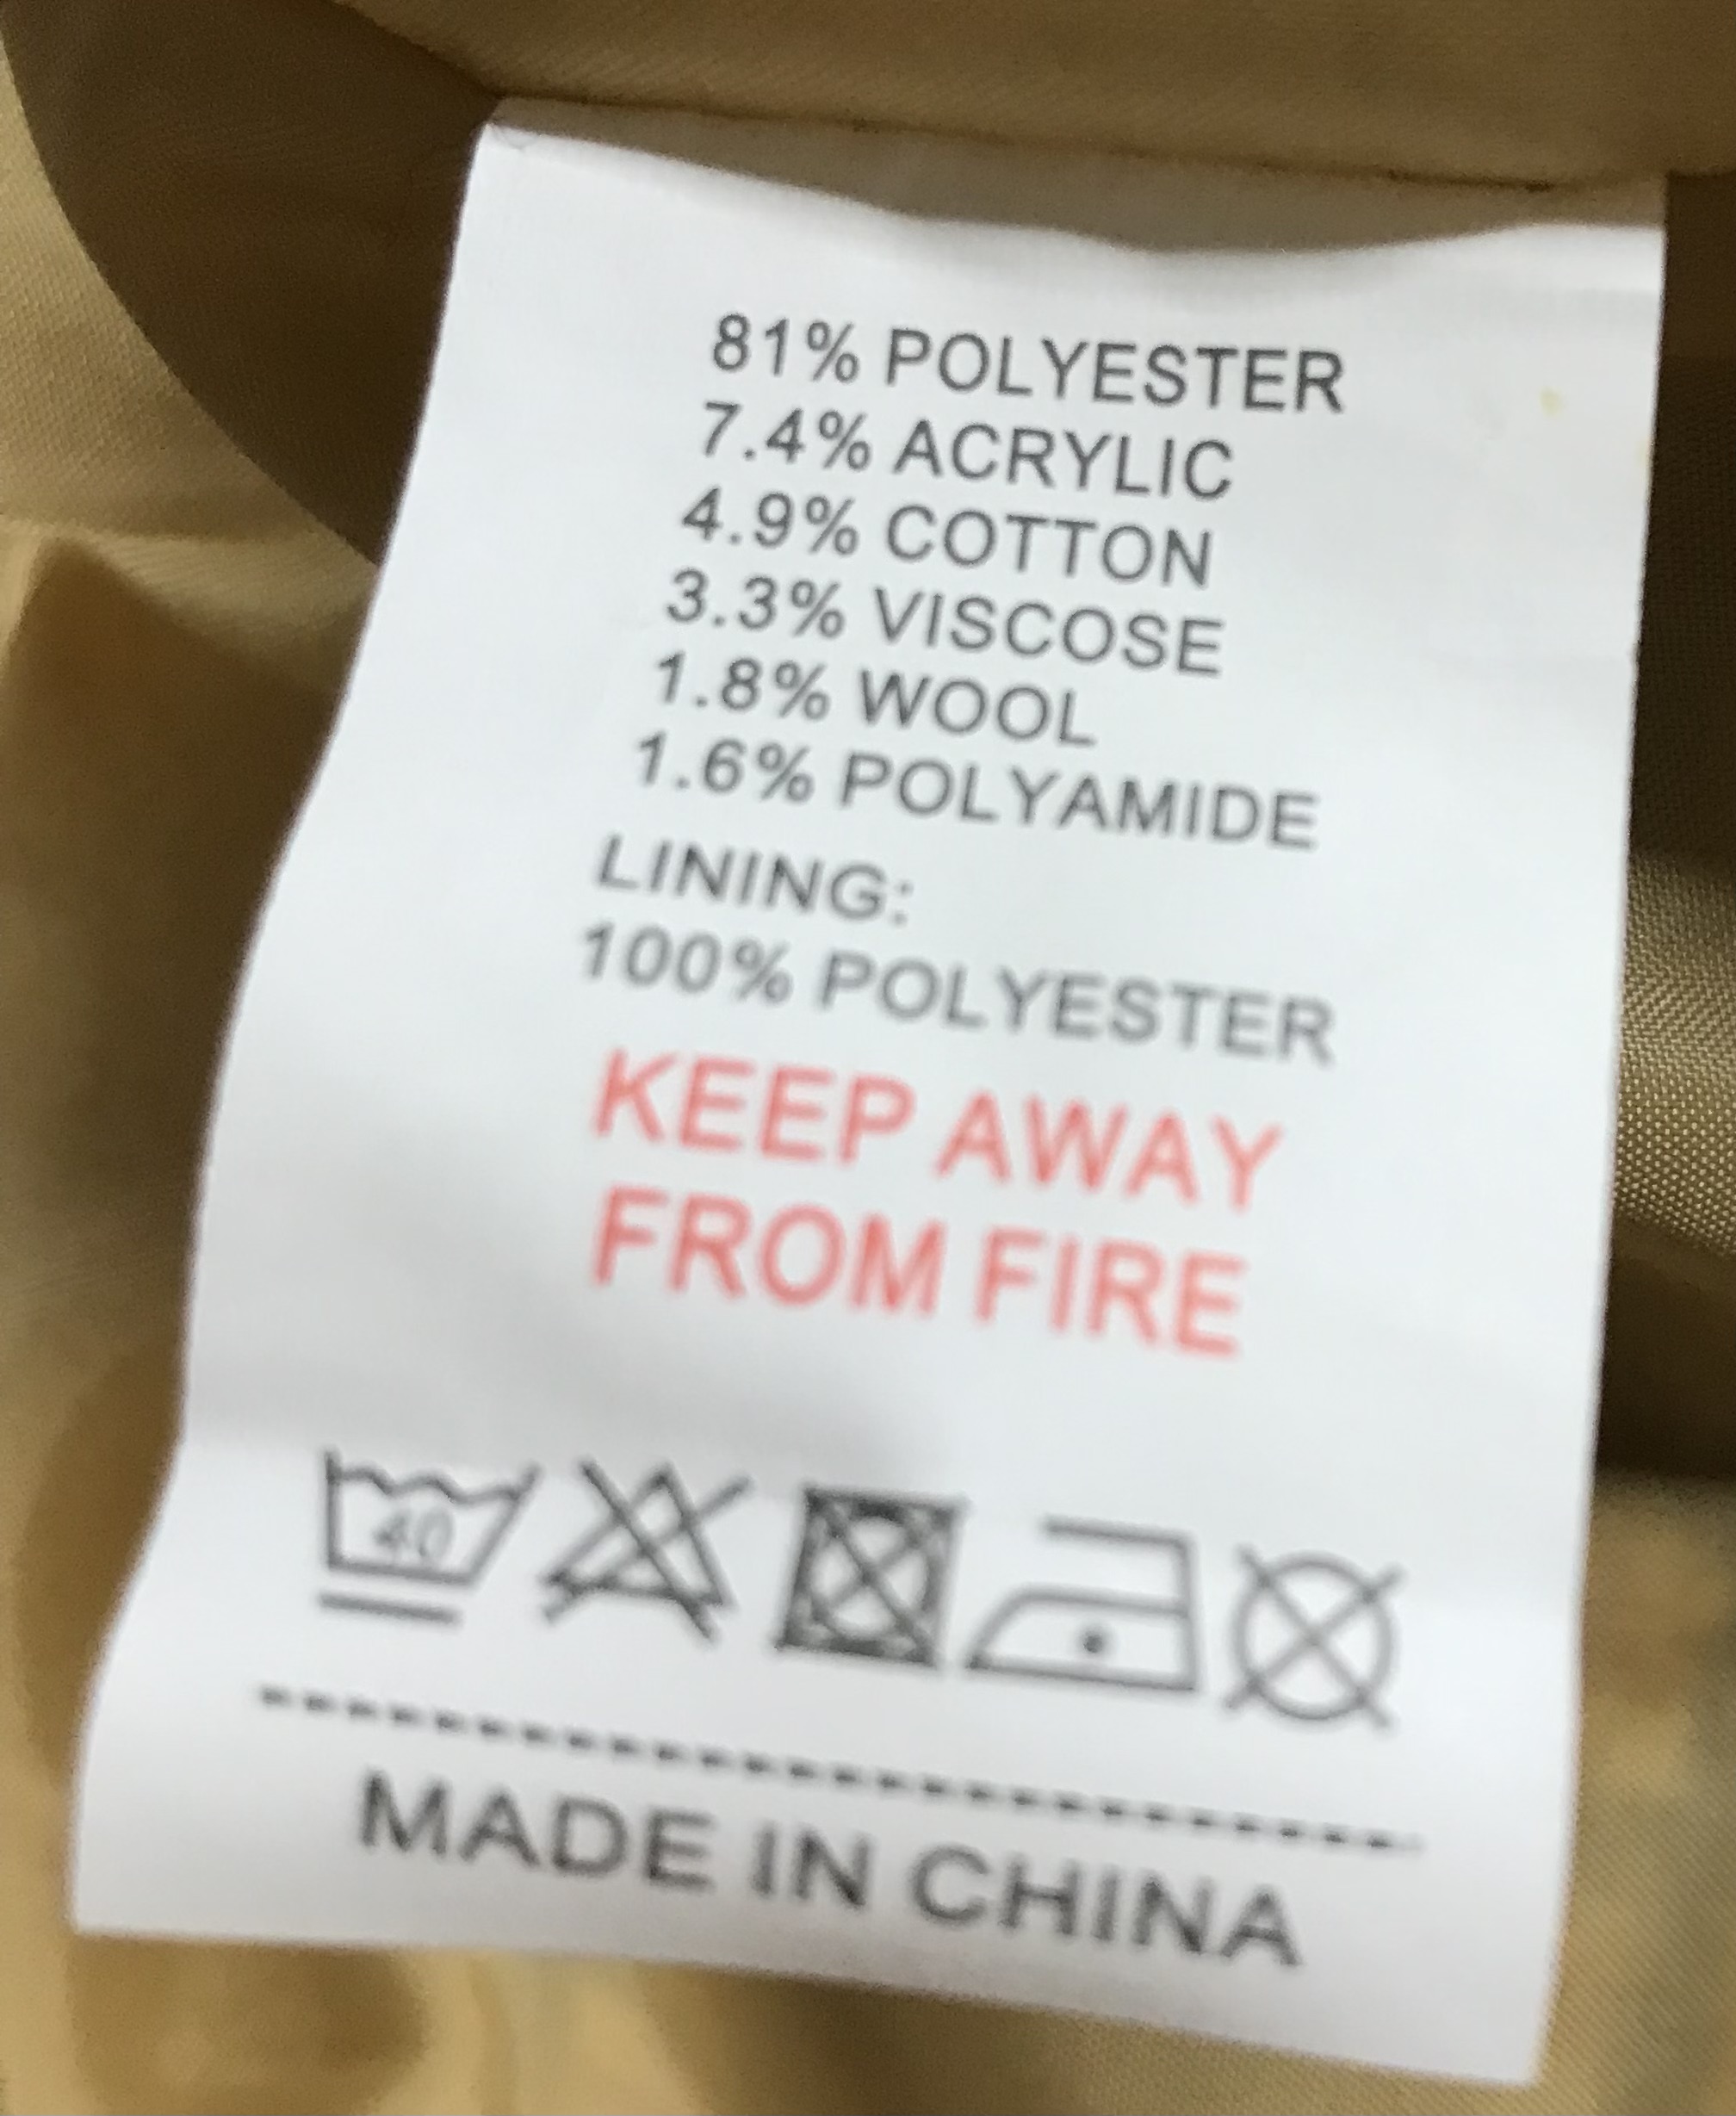 81% POLYESTER
7.4% ACRYLIC
4.9% COTTON
3.3% VISCOSE
1.8% WOOL
1.6% POLYAMIDE
LINING:
100% POLYESTER
KEEP AWAY
FROM FIRE
40
MADE IN CHINA